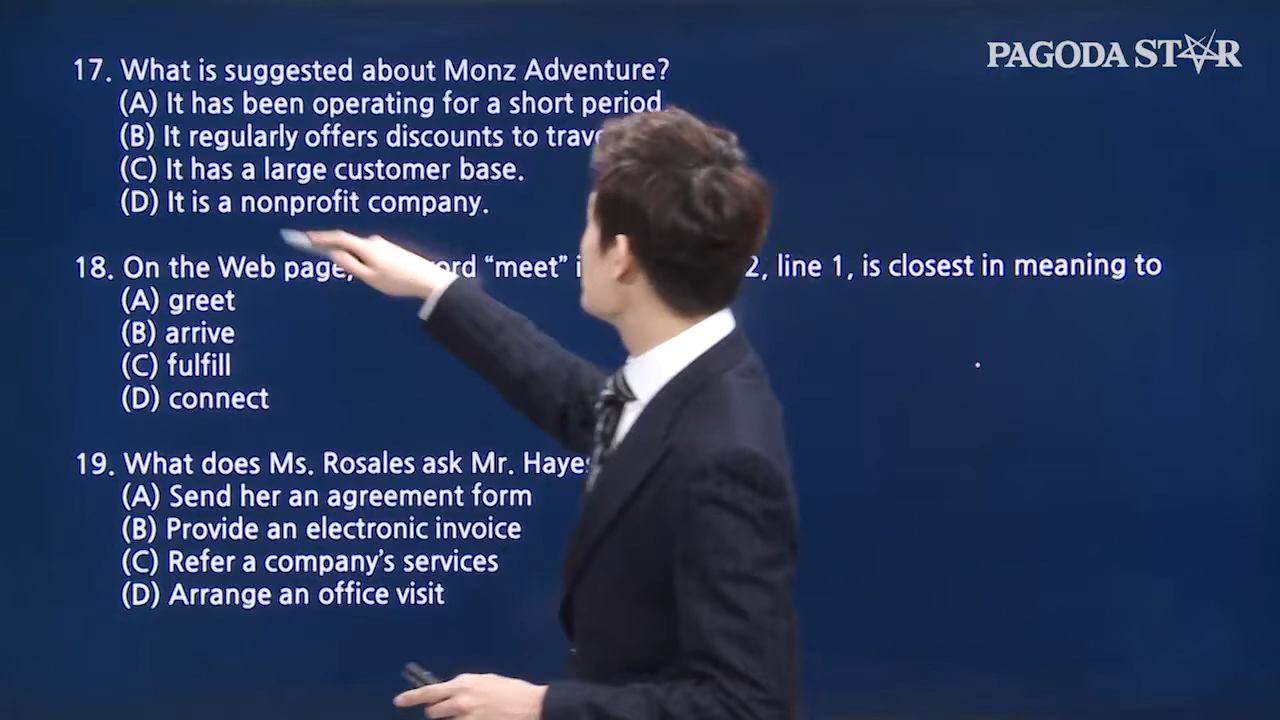 PAGODA STAR
17. What is suggested about Monz Adventure?
(A) It has been operating for a short period
(B) It regularly offers discounts to
(C) It has a large customer base.
(D) It is a nonprofit company.
18. On the Web page, “meet” 2, line 1, is closest in meaning to
(A) greet
(B) arrive
(C) fulfill
(D) connect
19. What does Ms. Rosales ask Mr.
(A) Send her an agreement form
(B) Provide an electronic invoice
(C) Refer a company’s services
(D) Arrange an office visit